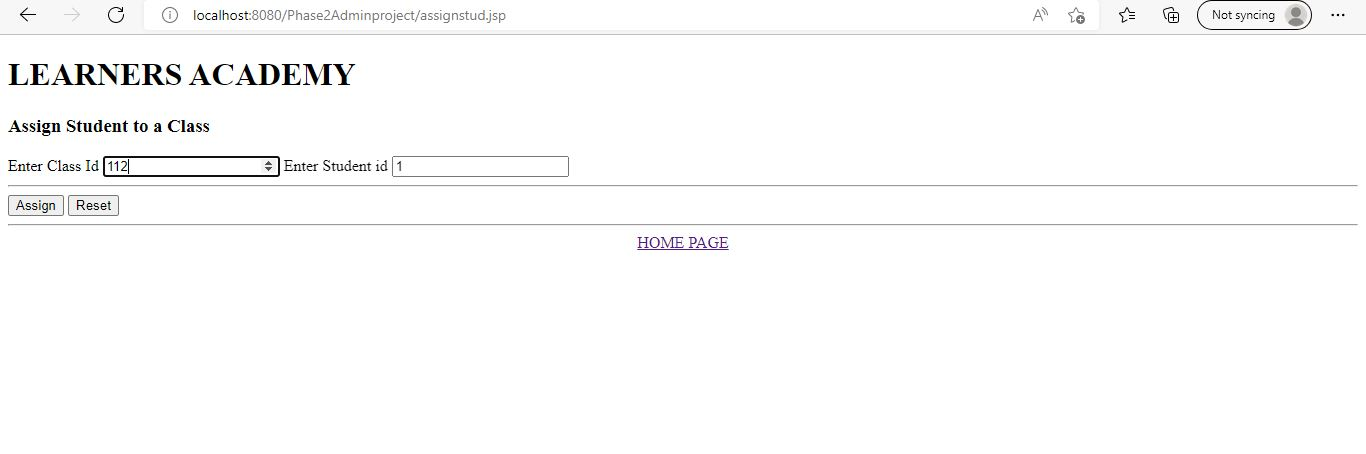 localhost:8080/Phase2Adminproject/assignstud.jsp
Not syncing
LEARNERS ACADEMY
Assign Student to a Class
Enter Class Id 112 Enter Student id 1
Assign Reset
HOME PAGE